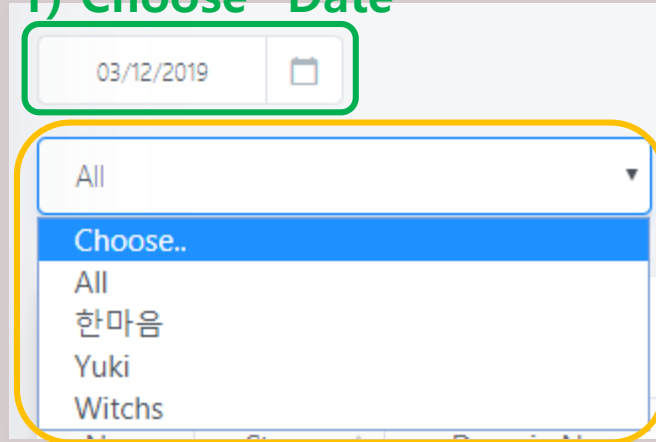 1) Choose Date
03/12/2019
All
Choose..
All
한마음
Yuki
Witchs